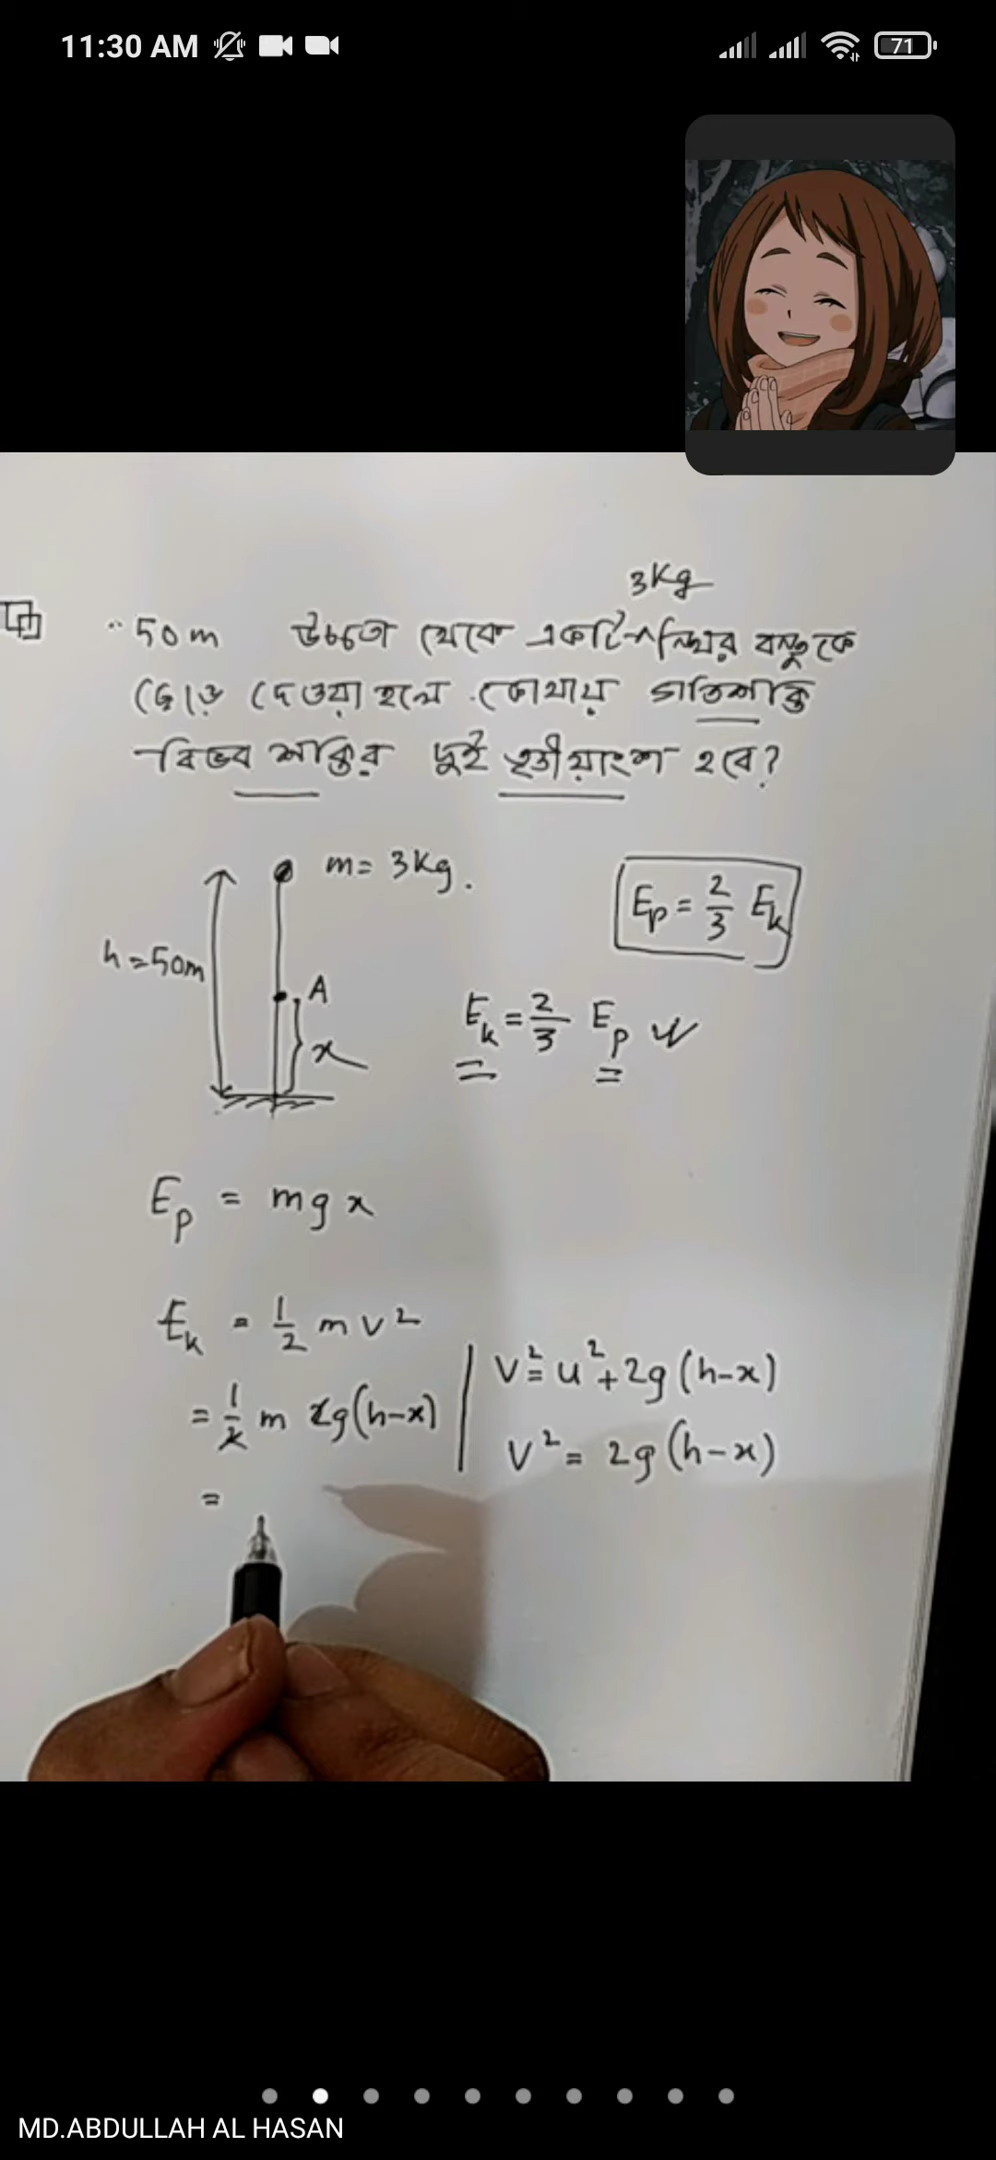 11:30 AM
71
3Kg
50m উচ্চতা থেকে একটি স্থির বস্তুকে
ছেড়ে দেওয়া হলে কোথায় গতিশক্তি
বিভব শক্তির দুই তৃতীয়াংশ হবে?
m= 3Kg.
Ep = 2/3 Ek
h=50m
A
x
Ek = 2/3 Ep
Ep = mgx
Ek = 1/2 mv²
v² = u² + 2g(h-x)
= 1/2 m 2g(h-x)
v² = 2g(h-x)
=
MD.ABDULLAH AL HASAN